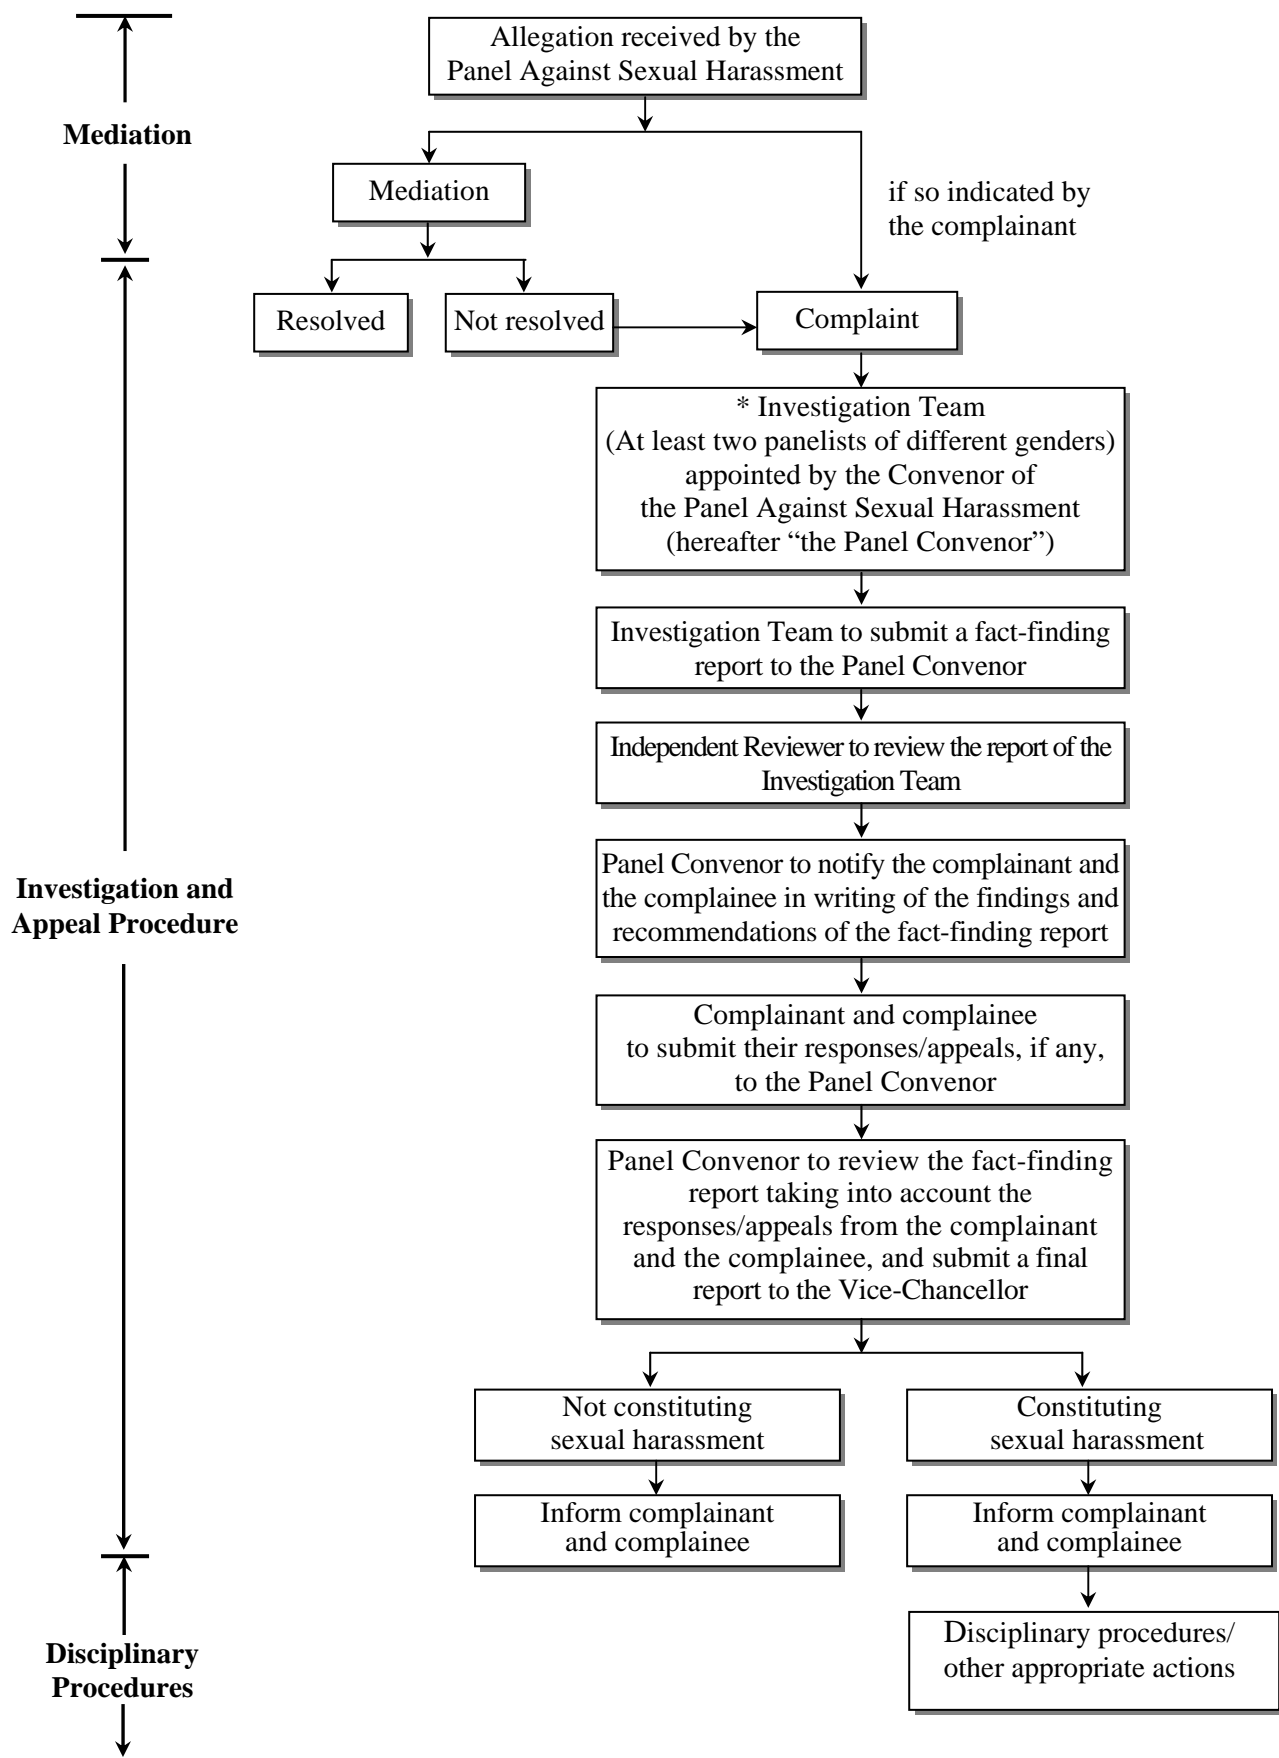 Allegation received by the
Panel Against Sexual Harassment
Mediation
Mediation
if so indicated by
the complainant
Resolved
Not resolved
Complaint
* Investigation Team
(At least two panelists of different genders)
appointed by the Convenor of
the Panel Against Sexual Harassment
(hereafter “the Panel Convenor”)
Investigation Team to submit a fact-finding
report to the Panel Convenor
Independent Reviewer to review the report of the
Investigation Team
Panel Convenor to notify the complainant and
the complainee in writing of the findings and
recommendations of the fact-finding report
Investigation and
Appeal Procedure
Complainant and complainee
to submit their responses/appeals, if any,
to the Panel Convenor
Panel Convenor to review the fact-finding
report taking into account the
responses/appeals from the complainant
and the complainee, and submit a final
report to the Vice-Chancellor
Not constituting
sexual harassment
Constituting
sexual harassment
Inform complainant
and complainee
Inform complainant
and complainee
Disciplinary
Procedures
Disciplinary procedures/
other appropriate actions